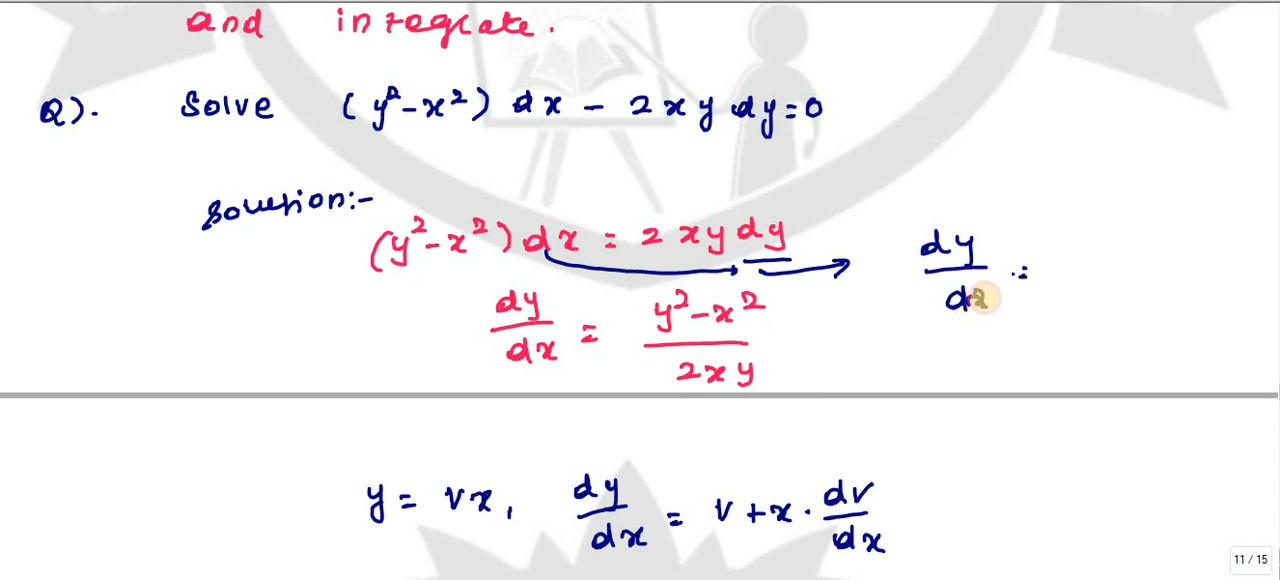 and integrate.
Q). Solve (y²-x²) dx - 2xy dy=0
Solution:-
(y²-x²) dx = 2xy dy
dy/dx =
dy/dx = y²-x²/2xy
y = vx, dy/dx = v+x·dv/dx
11 / 15